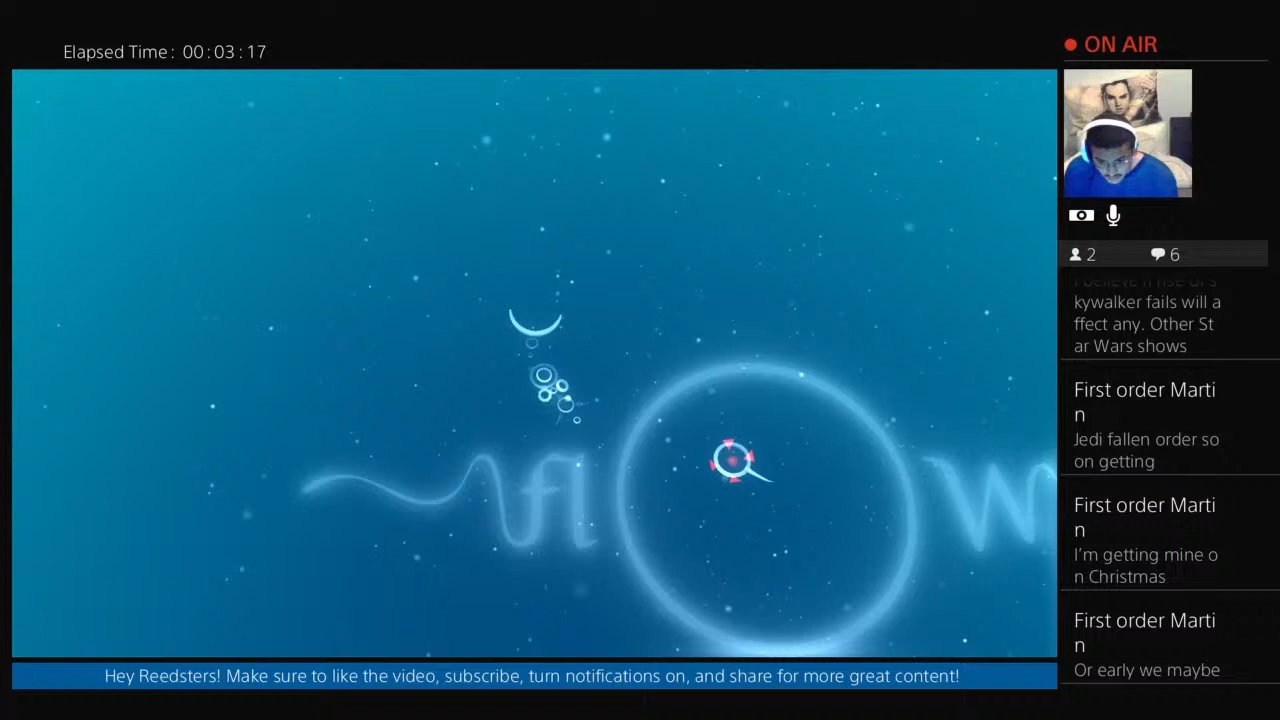 Elapsed Time: 00:03:17
ON AIR
2
6
kywalker fails will a
ffect any. Other St
ar Wars shows
First order Marti
n
Jedi fallen order so
on getting
First order Marti
n
I'm getting mine o
n Christmas
First order Marti
n
Or early we maybe
flOw
Hey Reedsters! Make sure to like the video, subscribe, turn notifications on, and share for more great content!